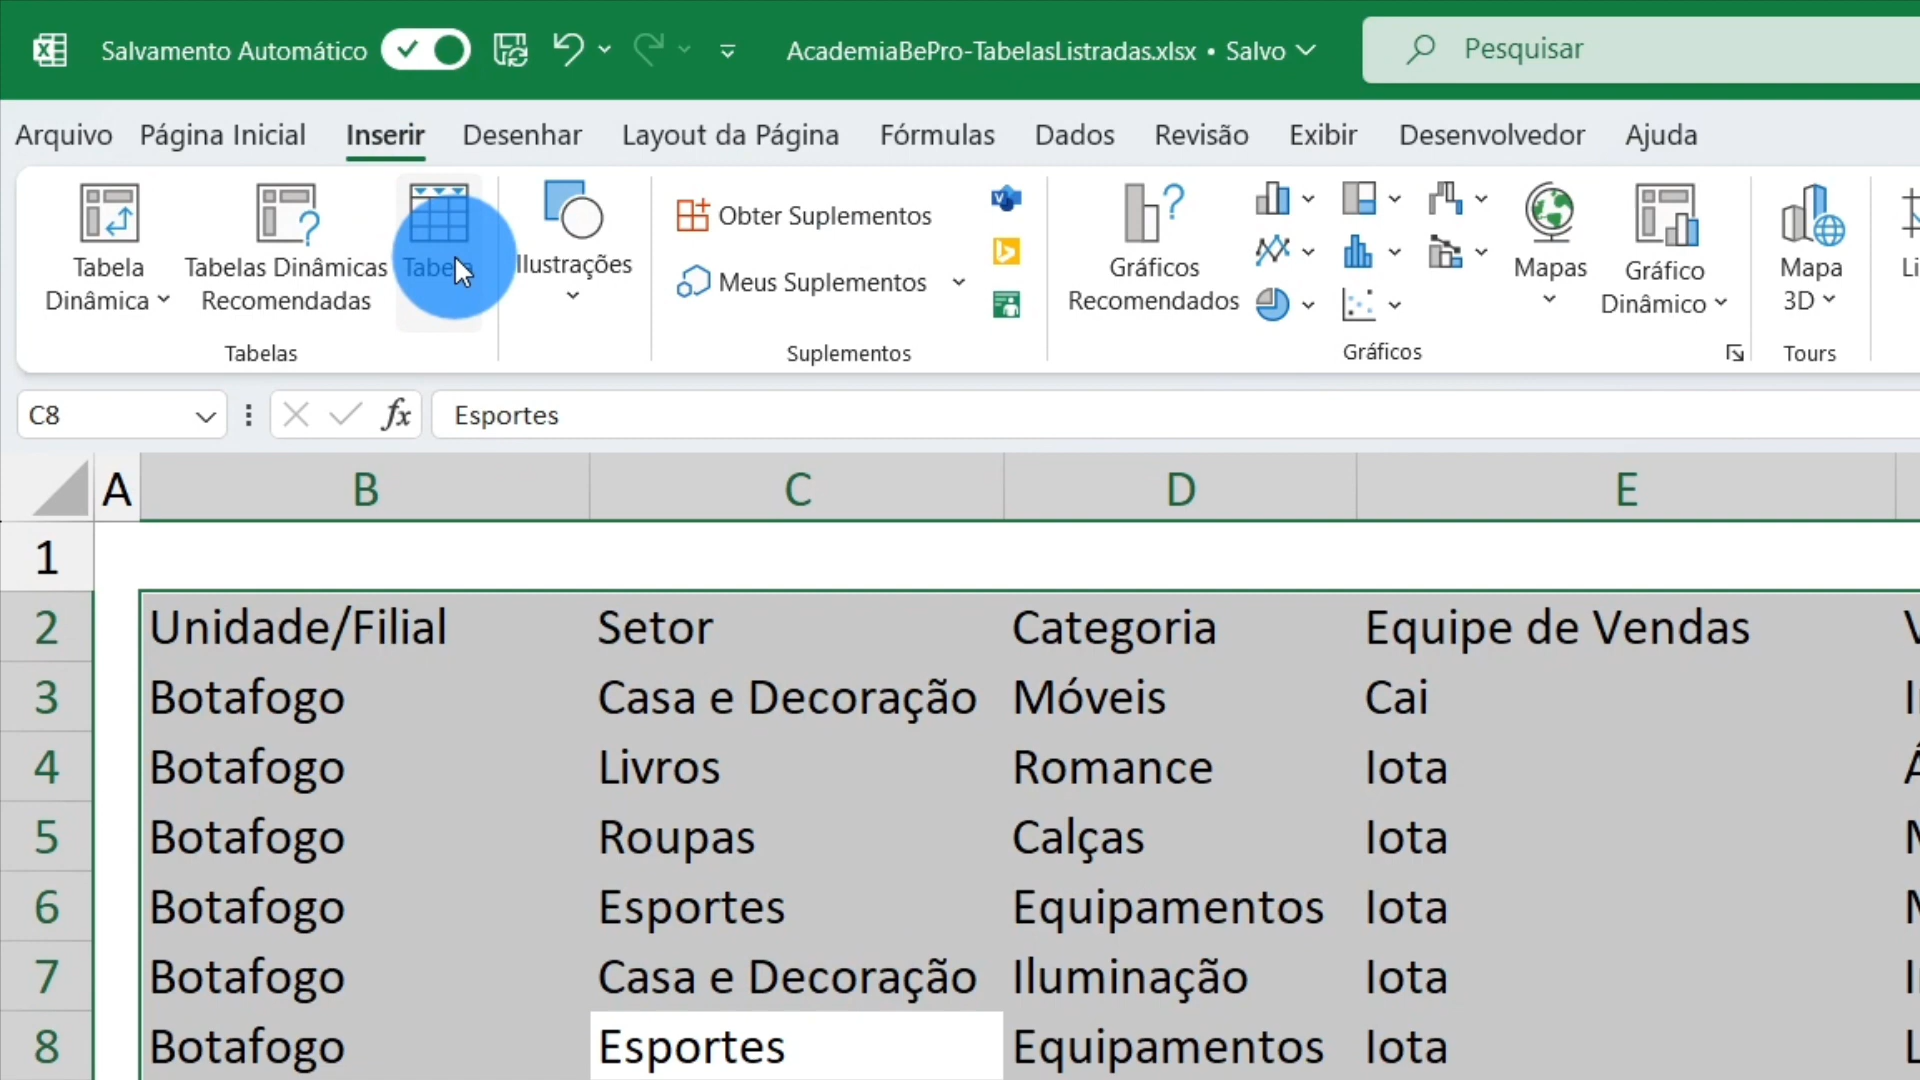 Salvamento Automático
AcademiaBePro-TabelasListradas.xlsx • Salvo
Pesquisar
Arquivo Página Inicial Inserir Desenhar Layout da Página Fórmulas Dados Revisão Exibir Desenvolvedor Ajuda
Tabela
Dinâmica
Tabelas Dinâmicas
Recomendadas
Tabela
Tabelas
Ilustrações
Obter Suplementos
Meus Suplementos
Suplementos
Gráficos
Recomendados
Mapas
Gráfico
Dinâmico
Gráficos
Mapa
3D
Tours
C8 fx Esportes
A B C D E
1
2 Unidade/Filial Setor Categoria Equipe de Vendas
3 Botafogo Casa e Decoração Móveis Cai
4 Botafogo Livros Romance Iota
5 Botafogo Roupas Calças Iota
6 Botafogo Esportes Equipamentos Iota
7 Botafogo Casa e Decoração Iluminação Iota
8 Botafogo Esportes Equipamentos Iota